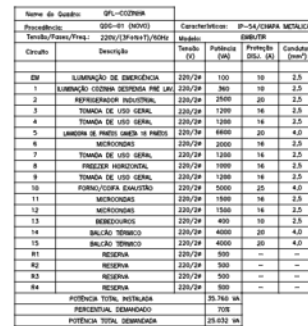 Nome do Quadro: QFL-COZINHA
Procedência: QDG-01 (NOVO) Características: IP-54/CHAPA METÁLICA
Tensão/Fases/Freq.: 220V/(3F+N+T)/60Hz Modelo: EMBUTIR
Circuito Descrição Tensão (V) Potência (VA) Proteção DISJ. (A) Condutor (mm²)
EM ILUMINAÇÃO DE EMERGÊNCIA 220/2# 100 10 2,5
1 ILUMINAÇÃO COZINHA DESPENSA PRE LAV. 220/2# 360 10 2,5
2 REFRIGERADOR INDUSTRIAL 220/2# 2500 20 2,5
3 TOMADA DE USO GERAL 220/2# 1200 16 2,5
4 TOMADA DE USO GERAL 220/2# 1200 16 2,5
5 LAVADORA DE PRATOS 220/3# 6600 20 4,0
6 MICROONDAS 220/2# 2000 16 2,5
7 TOMADA DE USO GERAL 220/2# 1200 16 2,5
8 FREEZER HORIZONTAL 220/2# 1000 16 2,5
9 TOMADA DE USO GERAL 220/2# 1200 16 2,5
10 FORNO/COIFA EXAUSTÃO 220/2# 5000 25 4,0
11 MICROONDAS 220/2# 1500 16 2,5
12 MICROONDAS 220/2# 1500 16 2,5
13 BEBEDOUROS 220/2# 400 10 2,5
14 BALCÃO TÉRMICO 220/2# 4000 20 4,0
15 BALCÃO TÉRMICO 220/2# 4000 20 4,0
R1 RESERVA 220/2# 500 - -
R2 RESERVA 220/2# 500 - -
R3 RESERVA 220/2# 500 - -
R4 RESERVA 220/2# 500 - -
POTÊNCIA TOTAL INSTALADA 35.760 VA
PERCENTUAL DEMANDADO 70%
POTÊNCIA TOTAL DEMANDADA 25.032 VA